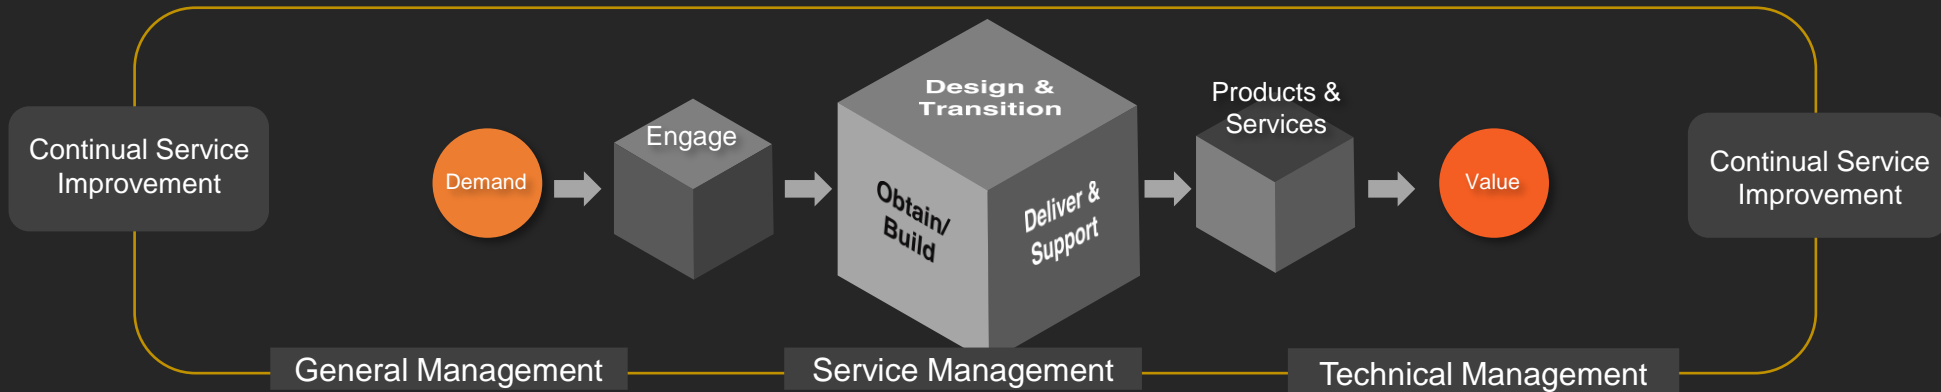 Continual Service
Improvement
Demand
Engage
Design &
Transition
Obtain/
Build
Deliver &
Support
Products &
Services
Value
Continual Service
Improvement
General Management
Service Management
Technical Management